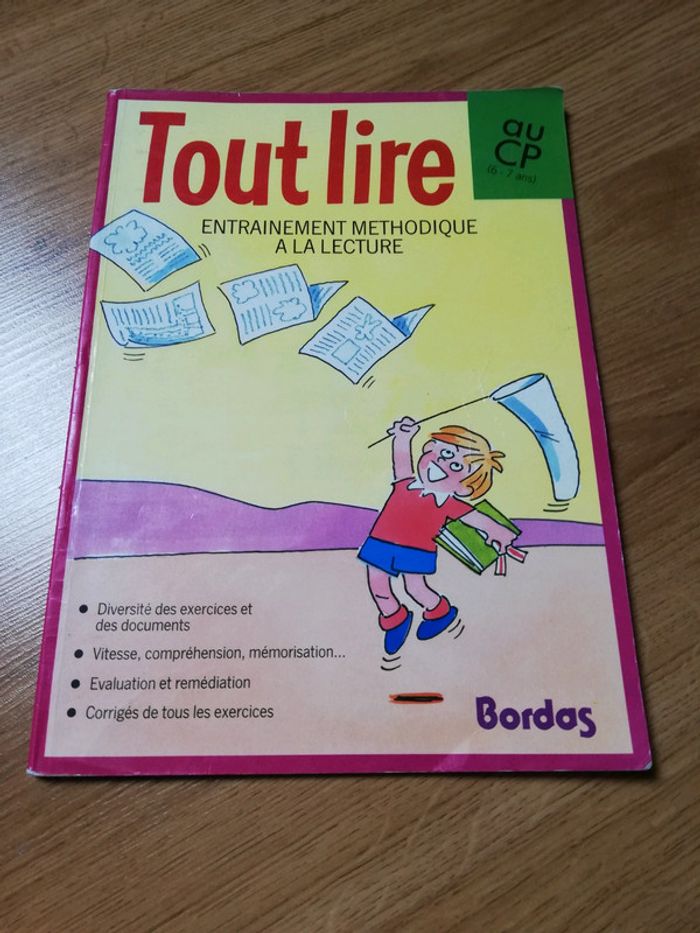 Tout lire
au
CP
(6 - 7 ans)
ENTRAINEMENT METHODIQUE
A LA LECTURE
• Diversité des exercices et
des documents
• Vitesse, compréhension, mémorisation...
• Evaluation et remédiation
• Corrigés de tous les exercices
Bordas